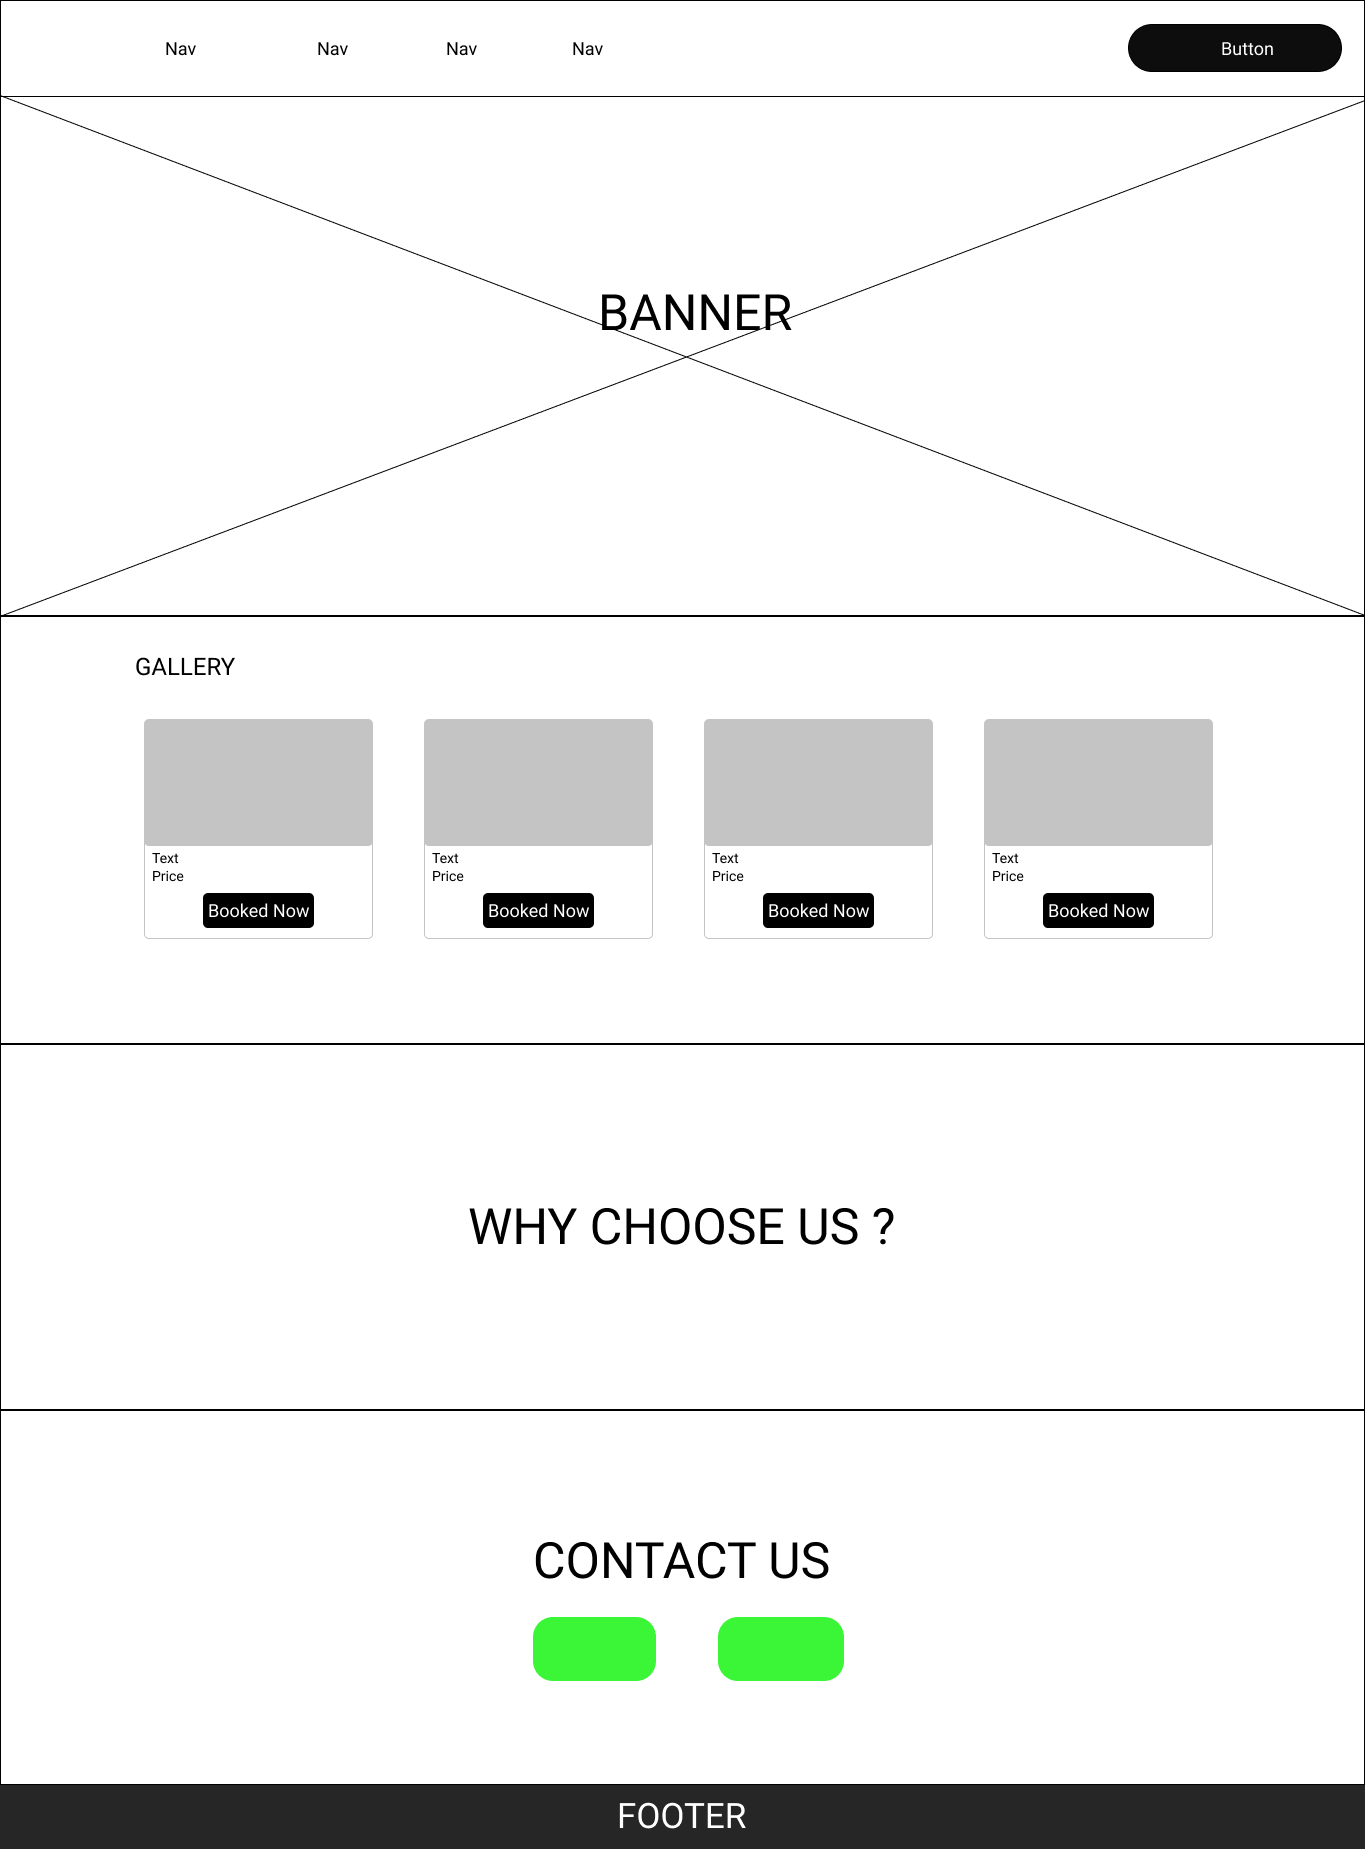 Nav Nav Nav Nav Button
BANNER
GALLERY
Text
Price
Booked Now
Text
Price
Booked Now
Text
Price
Booked Now
Text
Price
Booked Now
WHY CHOOSE US ?
CONTACT US
FOOTER